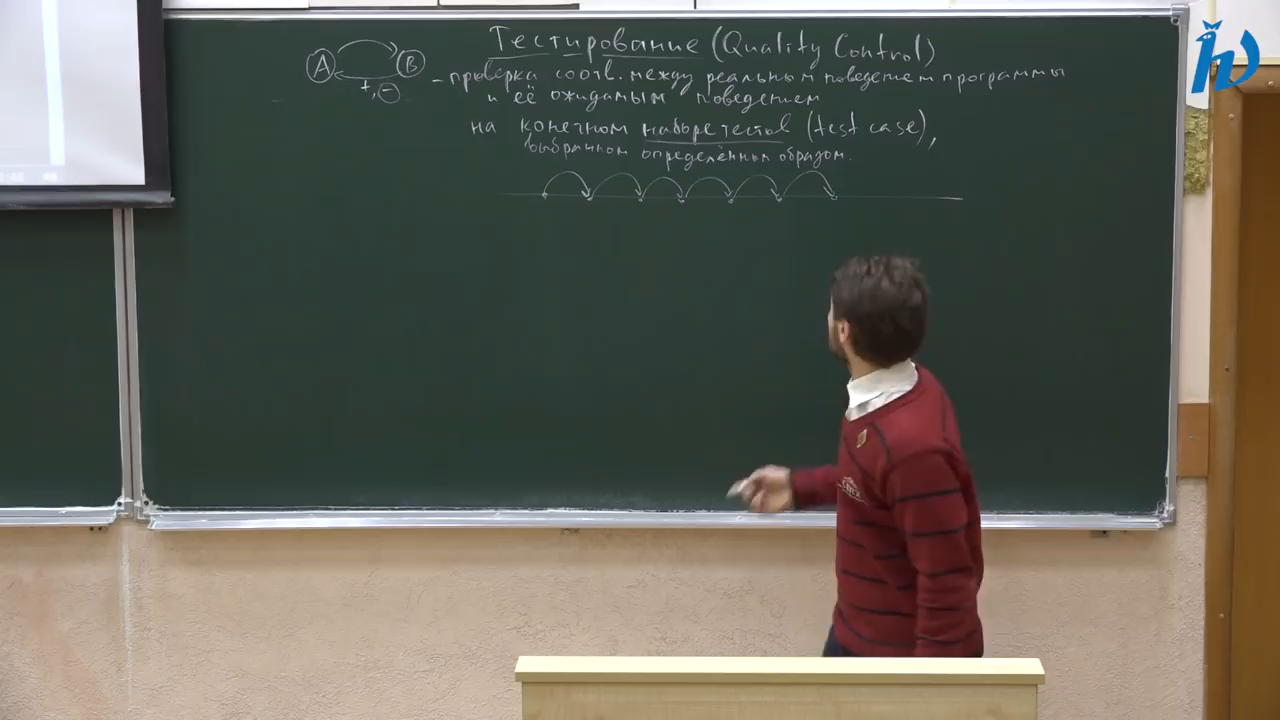 Тестирование (Quality Control)
А В
+, −
– проверка соотв. между реальным поведением программы
и её ожидамым поведением
на конечном наборе тестов (test case),
выбранном определённым образом.